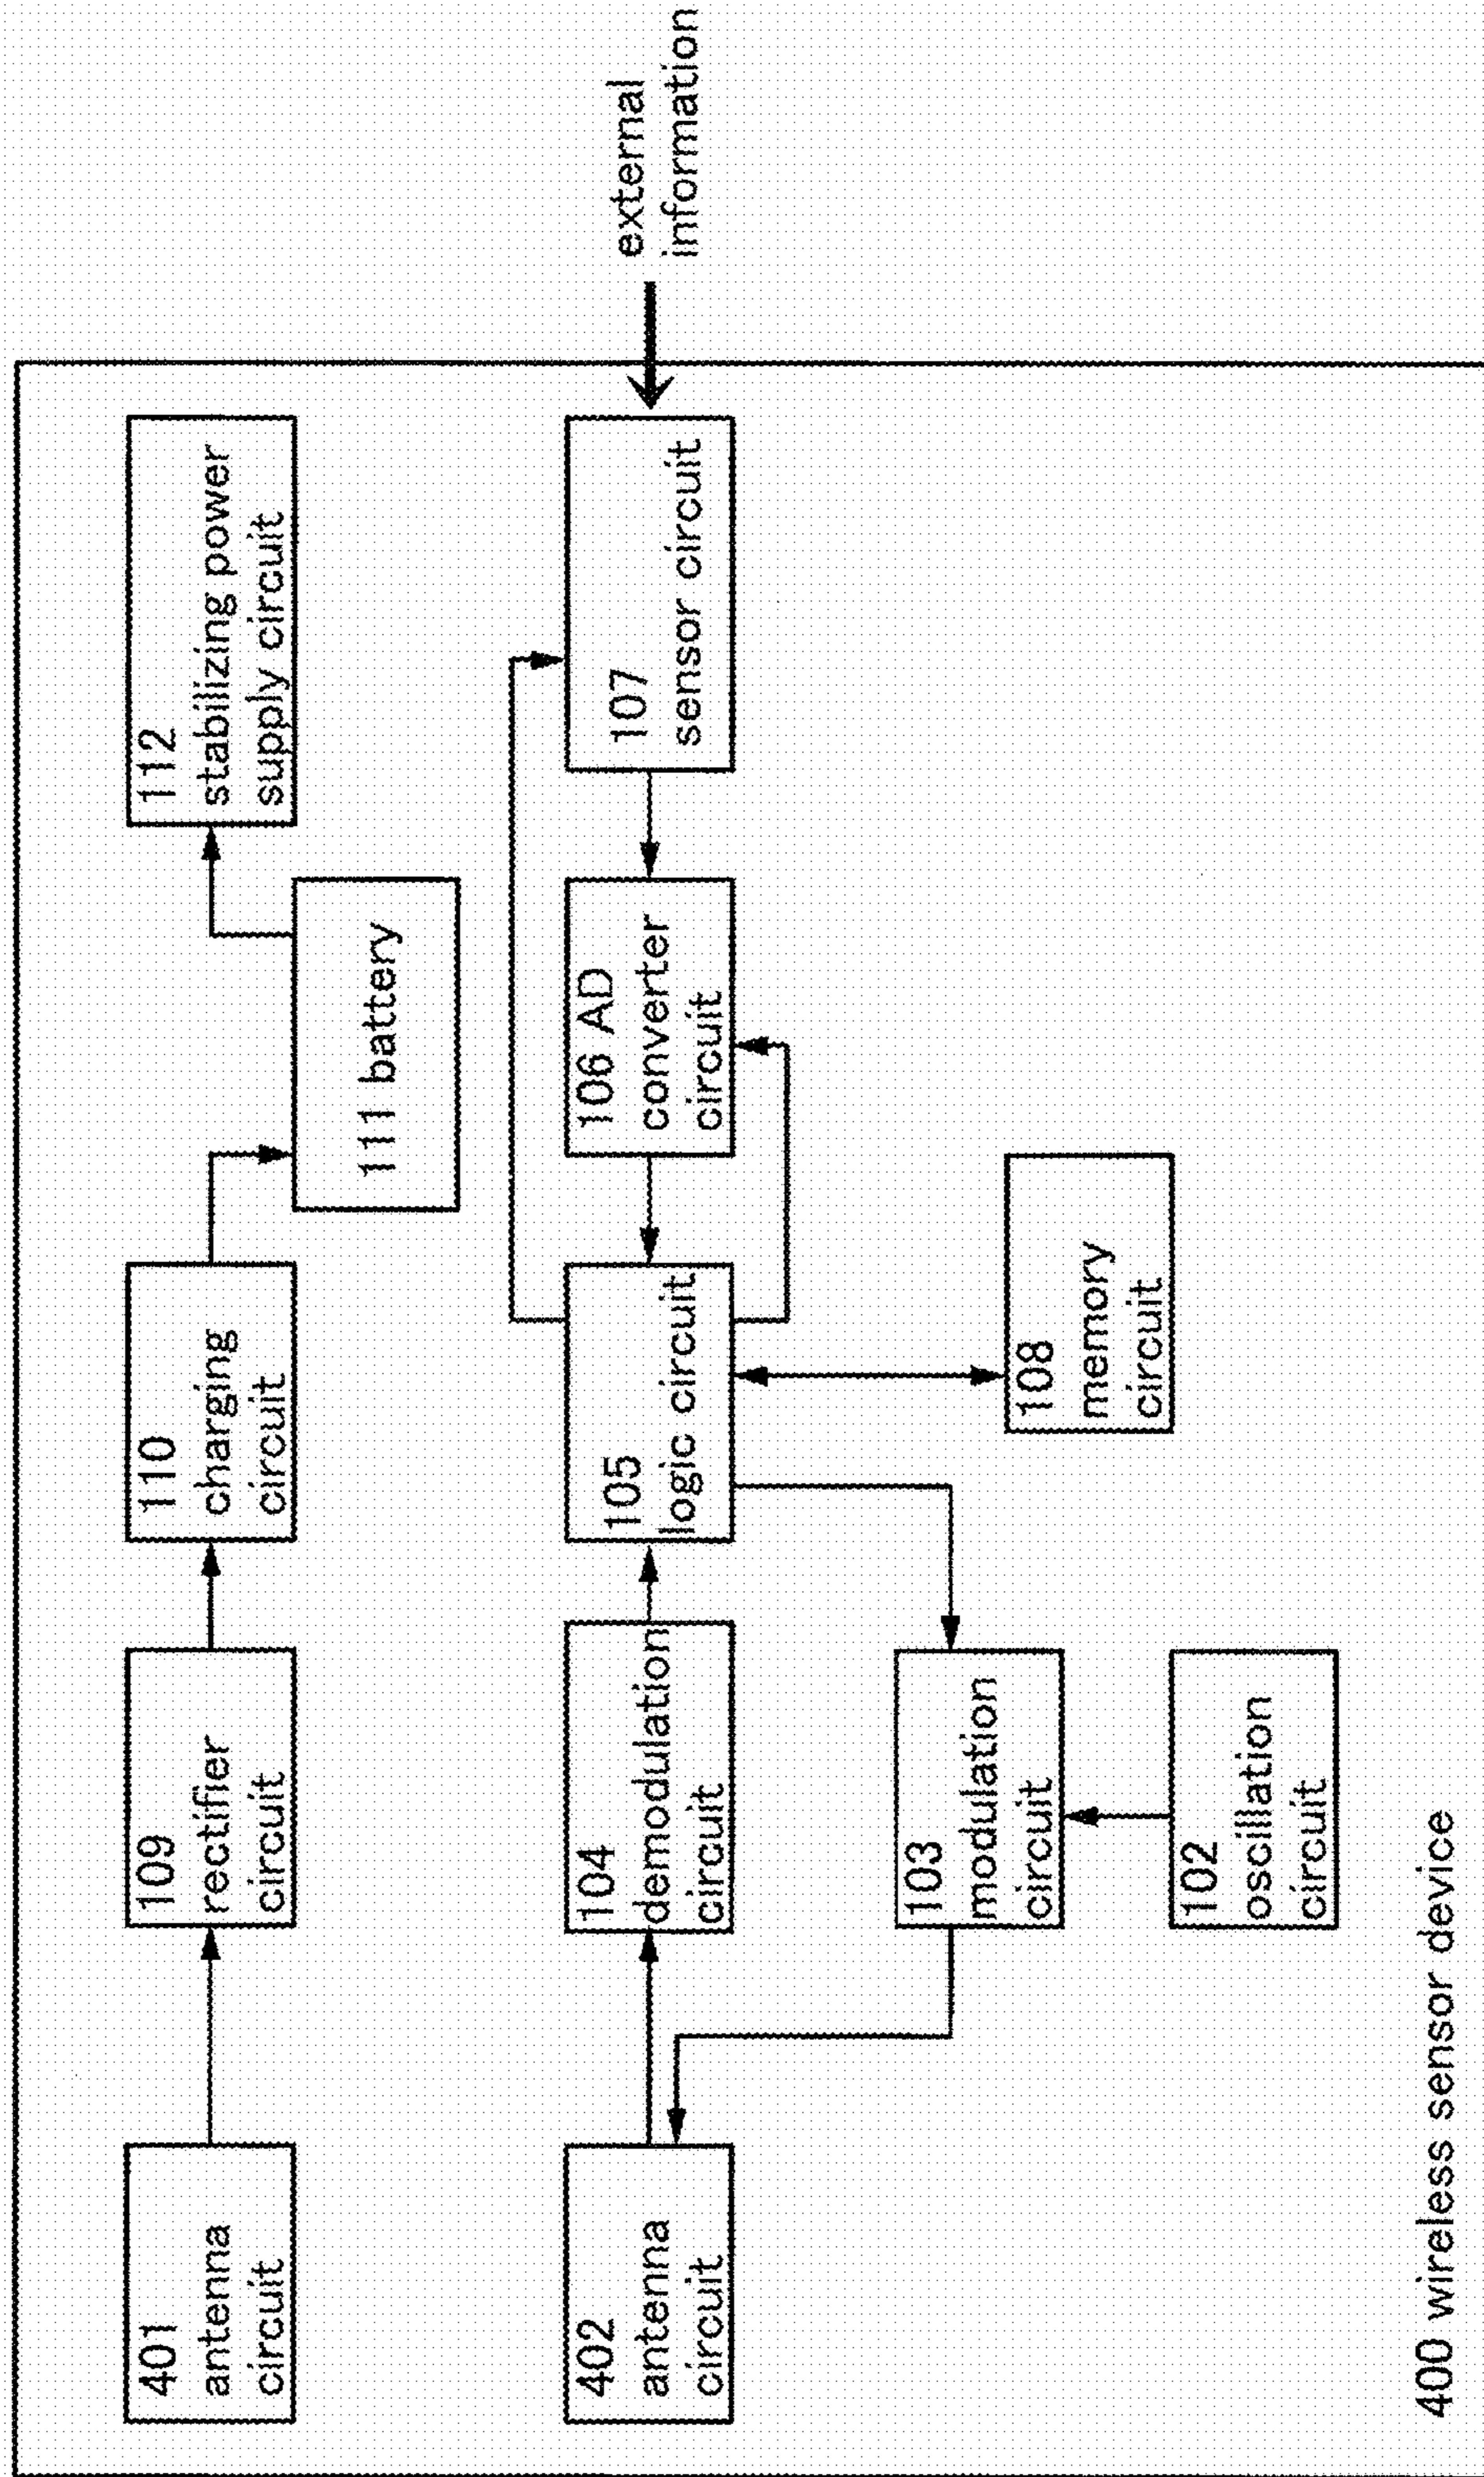 401
antenna
circuit
109
rectifier
circuit
110
charging
circuit
111 battery
112
stabilizing power
supply circuit
402
antenna
circuit
104
demodulation
circuit
105
logic circuit
106 AD
converter
circuit
107
sensor circuit
external
information
103
modulation
circuit
108
memory
circuit
102
oscillation
circuit
400 wireless sensor device